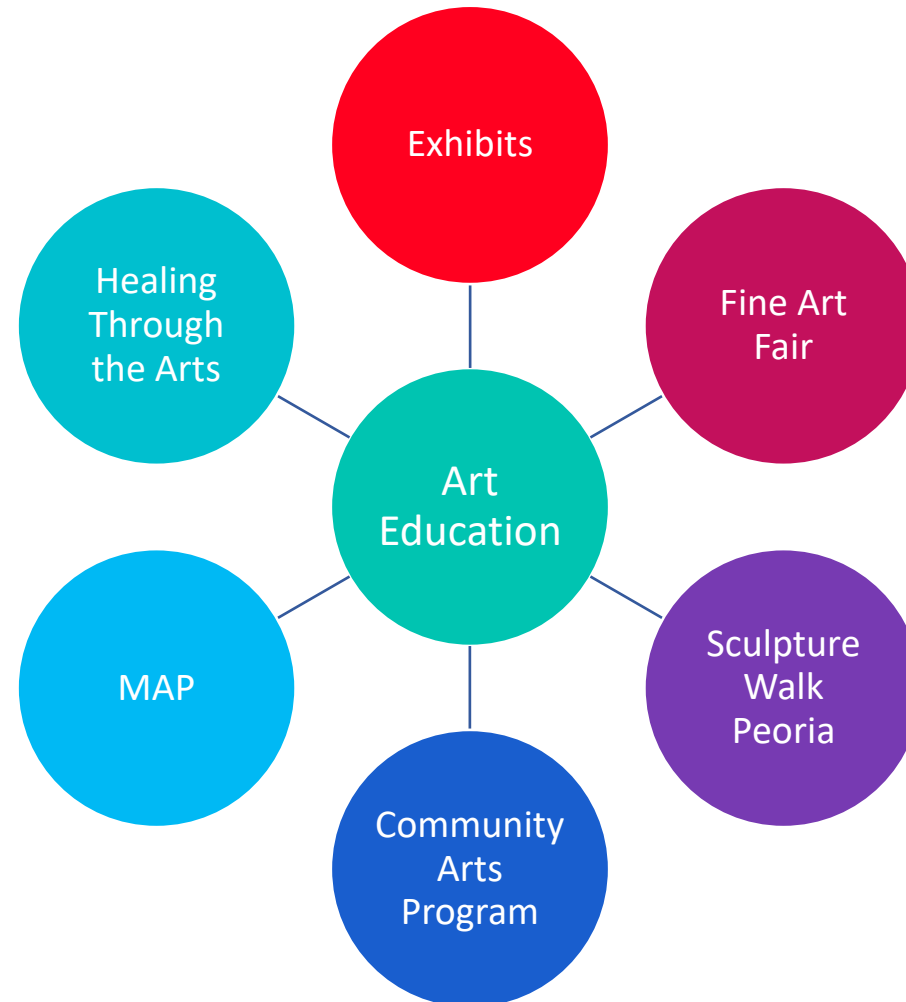 Exhibits
Healing
Through
the Arts
Fine Art
Fair
Art
Education
MAP
Sculpture
Walk
Peoria
Community
Arts
Program